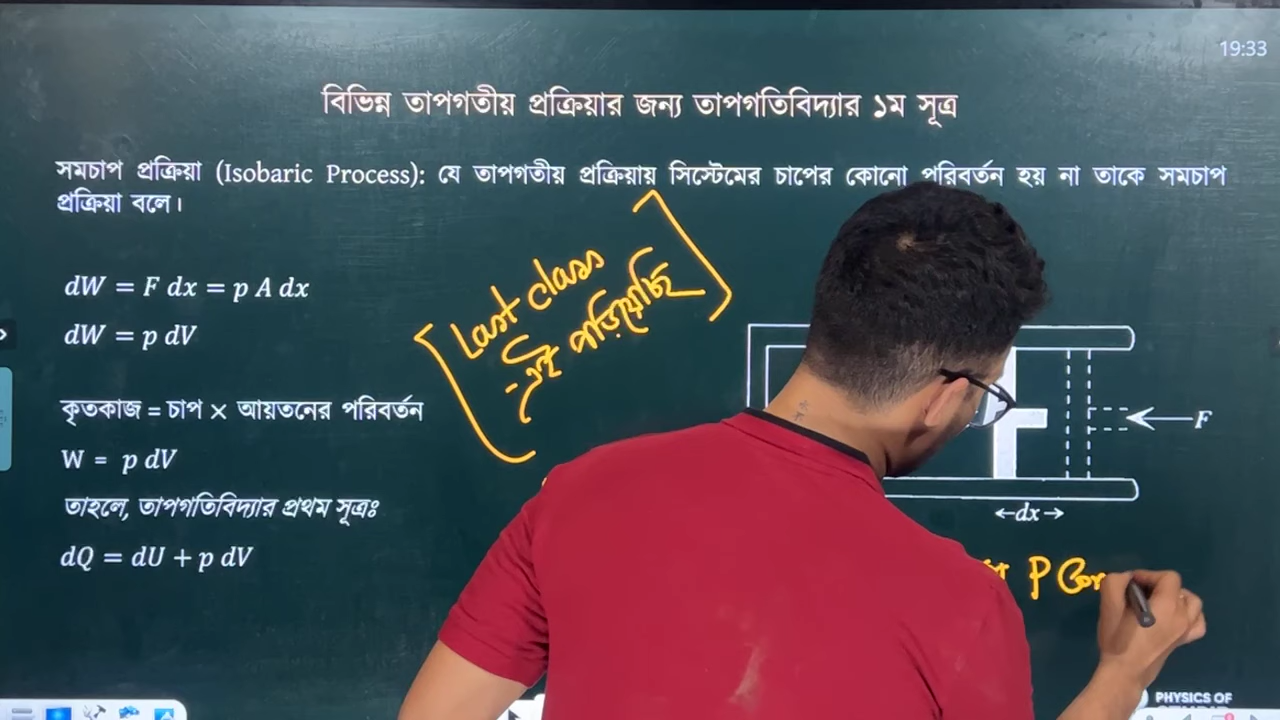 19:33
বিভিন্ন তাপগতীয় প্রক্রিয়ার জন্য তাপগতিবিদ্যার ১ম সূত্র
সমচাপ প্রক্রিয়া (Isobaric Process): যে তাপগতীয় প্রক্রিয়ায় সিস্টেমের চাপের কোনো পরিবর্তন হয় না তাকে সমচাপ
প্রক্রিয়া বলে।
dW = F dx = p A dx
dW = p dV
কৃতকাজ = চাপ × আয়তনের পরিবর্তন
W = p dV
তাহলে, তাপগতিবিদ্যার প্রথম সূত্রঃ
dQ = dU + p dV
Last class
পড়িয়েছি
F
←dx→
P Con
PHYSICS OF